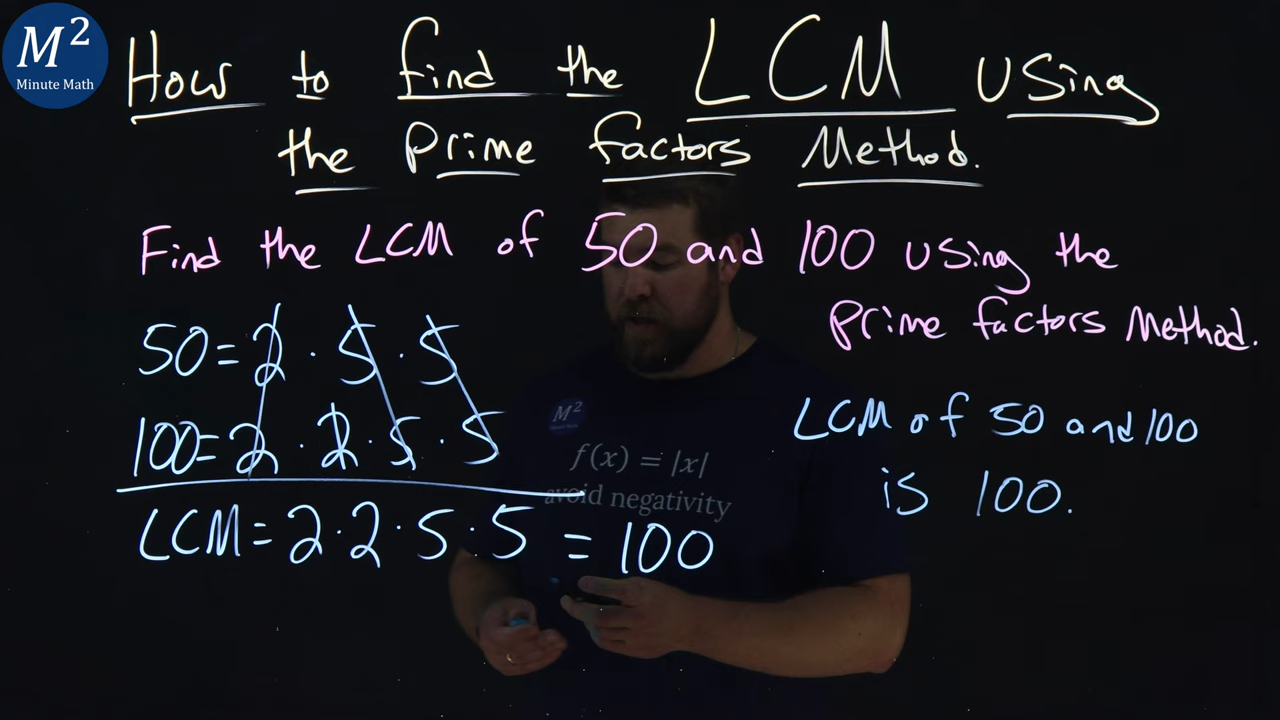 M²
Minute Math
How to find the LCM using
the Prime factors Method.
Find the LCM of 50 and 100 using the
Prime factors Method.
50 = 2 · 5 · 5
100 = 2 · 2 · 5 · 5
LCM = 2 · 2 · 5 · 5 = 100
LCM of 50 and 100
is 100.
M²
Minute Math
f(x) = |x|
avoid negativity